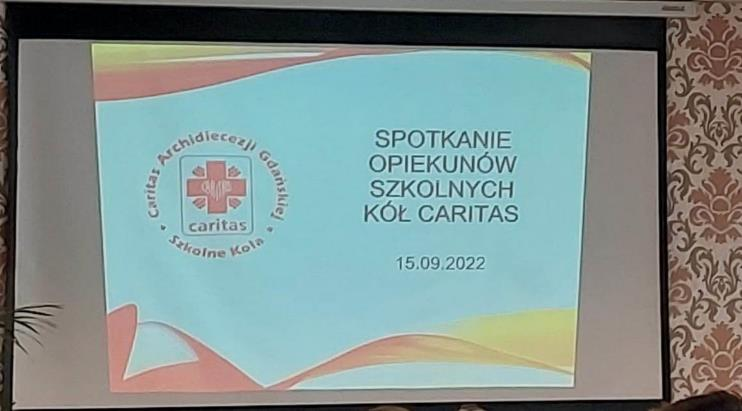 Caritas Archidiecezji Gdańskiej
caritas
Szkolne Koła
SPOTKANIE
OPIEKUNÓW
SZKOLNYCH
KÓŁ CARITAS
15.09.2022